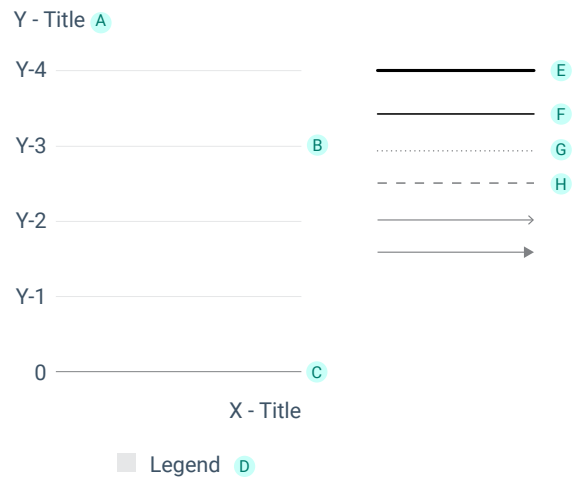 Y - Title A
Y-4
Y-3 B
Y-2
Y-1
0 C
X - Title
Legend D
E
F
G
H